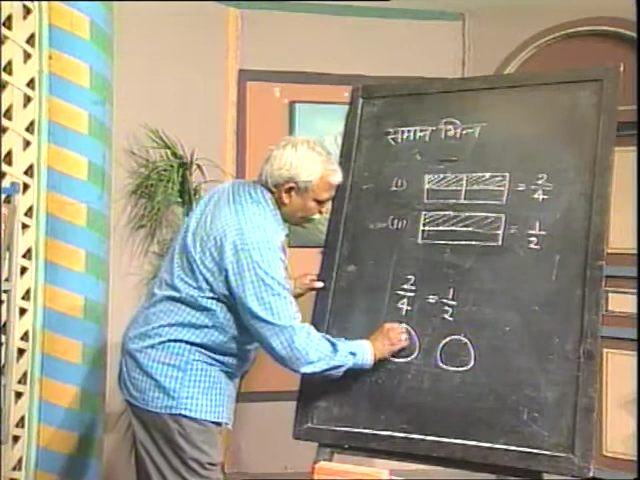 समान भिन्न
(i) = 2/4
(ii) = 1/2
2/4 = 1/2